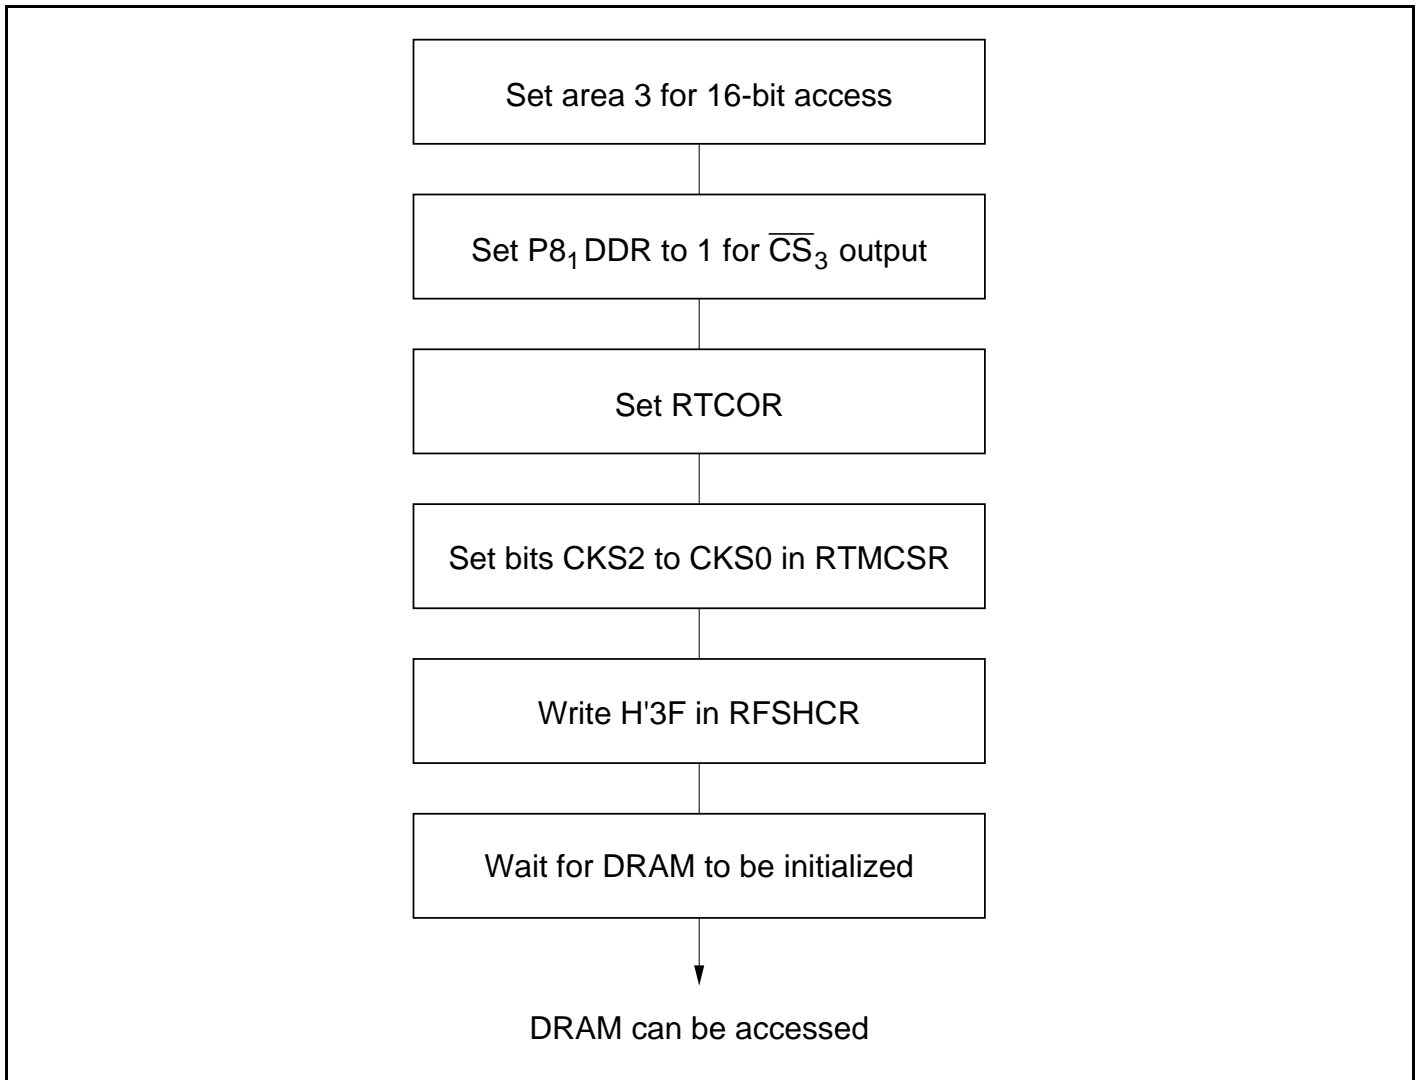 Set area 3 for 16-bit access
Set P8₁ DDR to 1 for C̅S̅₃ output
Set RTCOR
Set bits CKS2 to CKS0 in RTMCSR
Write H'3F in RFSHCR
Wait for DRAM to be initialized
DRAM can be accessed